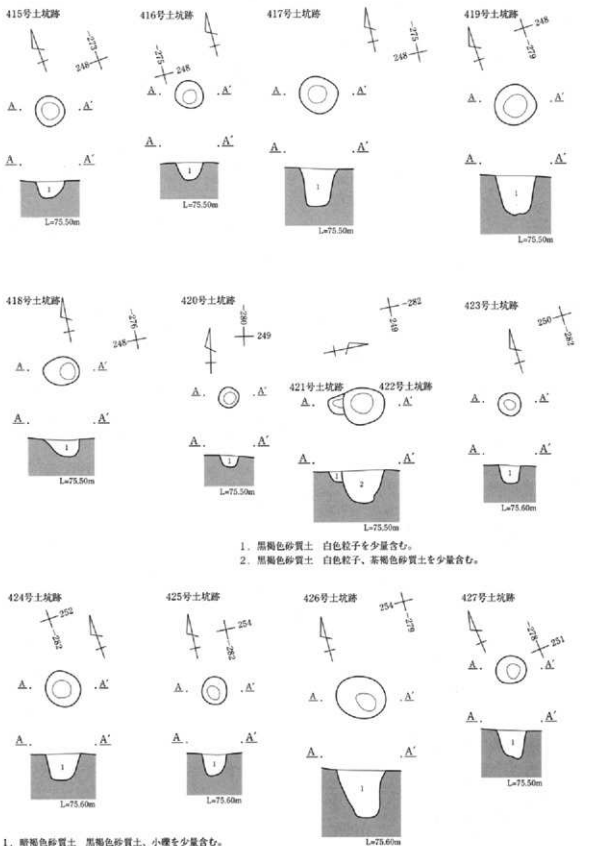 415号土坑跡
-273
248
A. .A′
A. A′
1
L=75.50m
416号土坑跡
-275
248
A. .A′
A. .A′
1
L=75.50m
417号土坑跡
-275
248
A. .A′
A. .A′
1
L=75.50m
419号土坑跡
248
-279
A. .A′
A. .A′
1
L=75.50m
418号土坑跡
-276
248
A. .A′
A. .A′
1
L=75.50m
420号土坑跡
-280
249
A. .A′
A. .A′
1
L=75.50m
-282
249
421号土坑跡 422号土坑跡
A. .A′
A. .A′
1 2
L=75.50m
423号土坑跡
250
-282
A. .A′
A. .A′
1
L=75.60m
1. 黒褐色砂質土 白色粒子を少量含む。
2. 黒褐色砂質土 白色粒子、茶褐色砂質土を少量含む。
424号土坑跡
252
-282
A. .A′
A. .A′
1
L=75.60m
425号土坑跡
254
-282
A. .A′
A. .A′
1
L=75.60m
426号土坑跡
254
-279
A. .A′
A. .A′
1
L=75.60m
427号土坑跡
-278
251
A. .A′
A. .A′
1
L=75.50m
1. 暗褐色砂質土 黒褐色砂質土、小礫を少量含む。